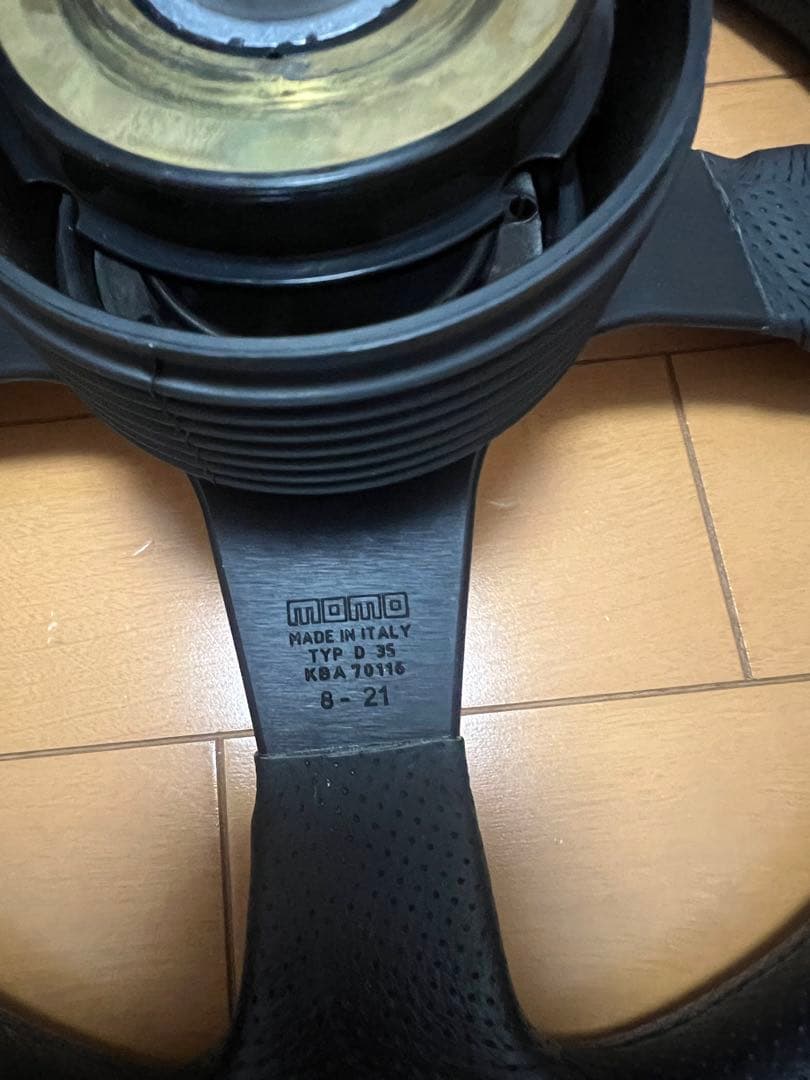 momo
MADE IN ITALY
TYP D 35
KBA 70116
8-21